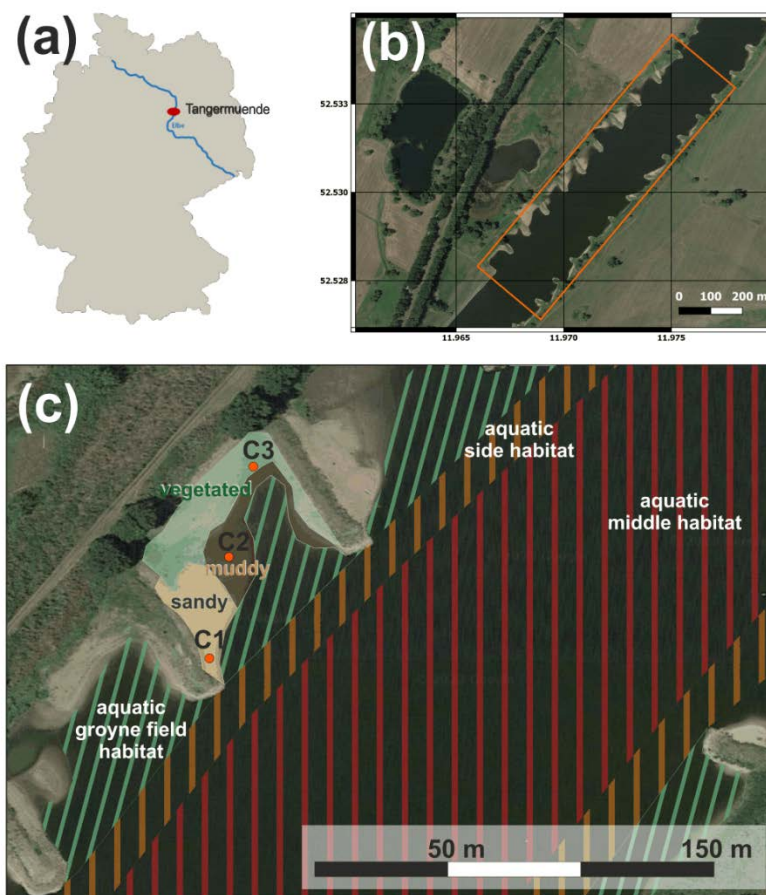 (a)
Tangermuende
Elbe
(b)
52.533
52.530
52.528
0 100 200 m
11.965
11.970
11.975
(c)
C3
vegetated
C2
muddy
sandy
C1
aquatic
side habitat
aquatic
middle habitat
aquatic
groyne field
habitat
50 m
150 m